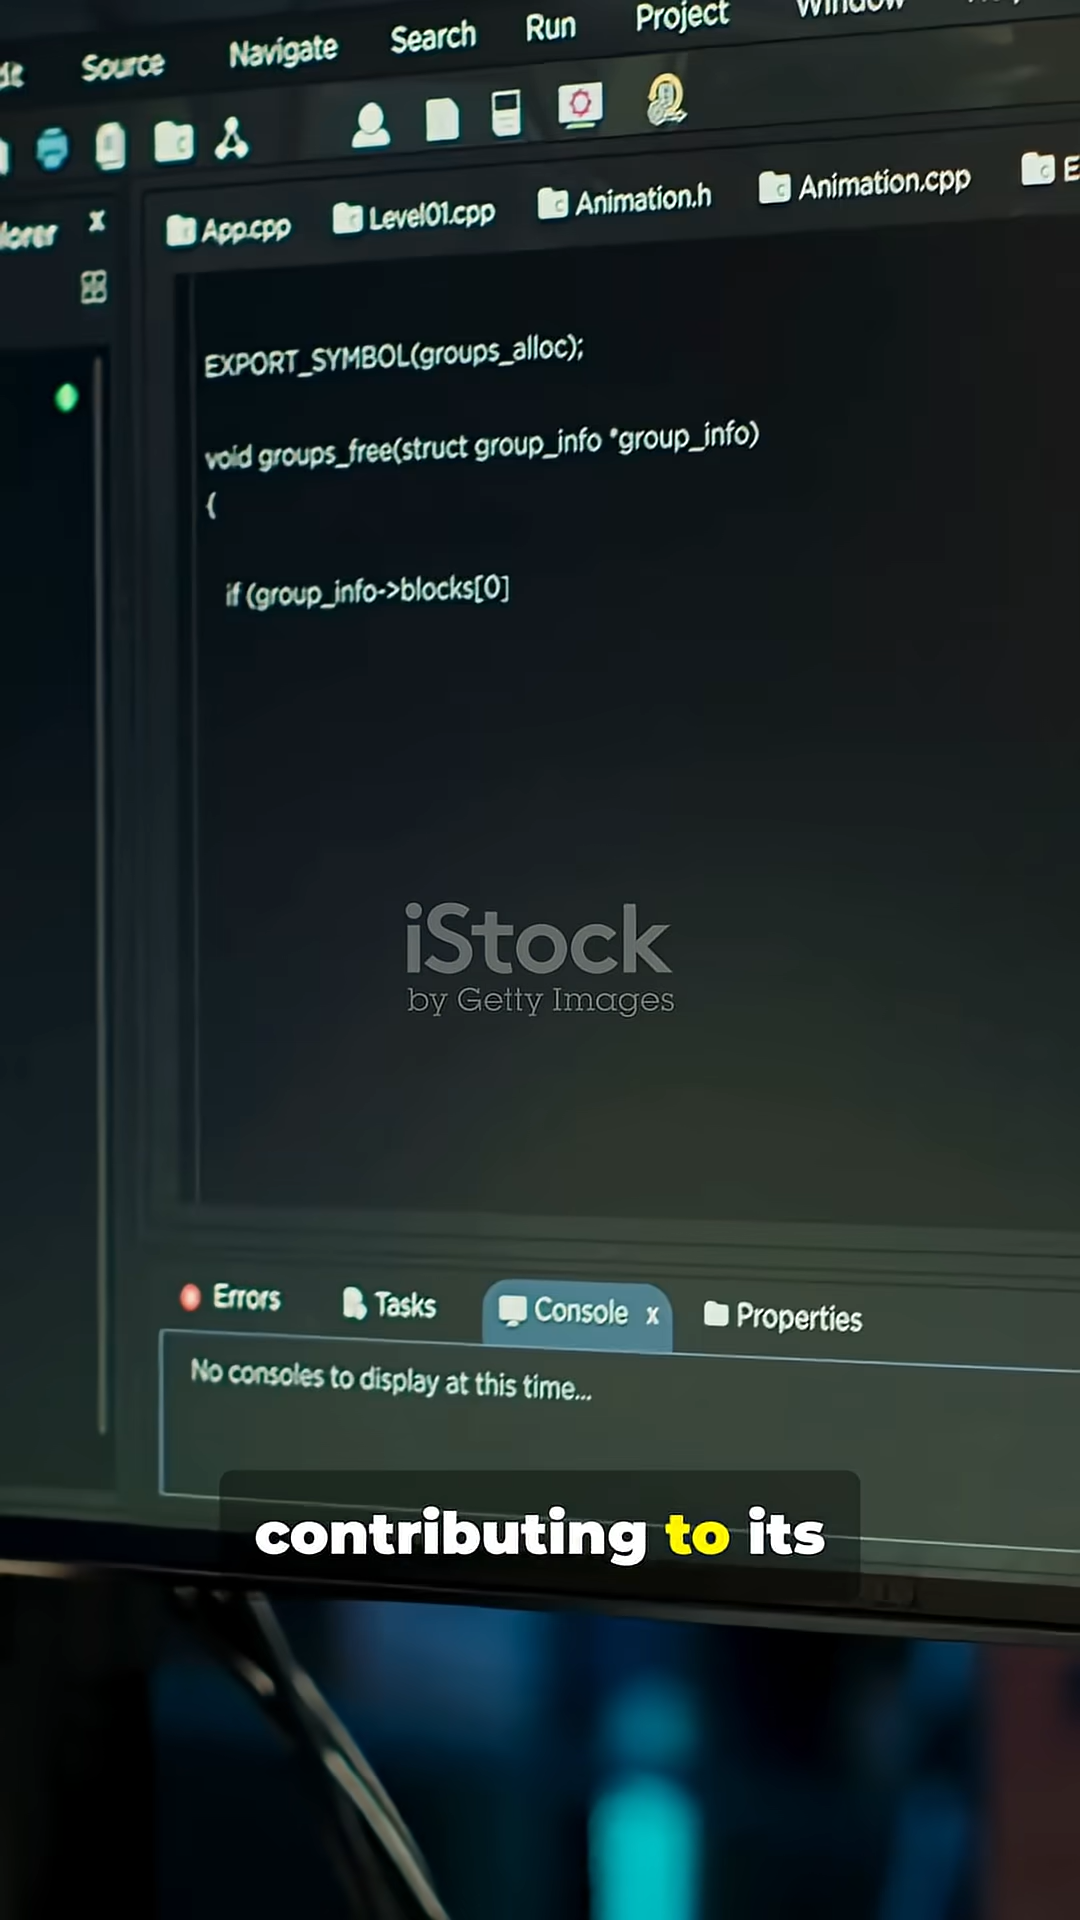 Source Navigate Search Run Project Window
App.cpp Level01.cpp Animation.h Animation.cpp E
lorer x
EXPORT_SYMBOL(groups_alloc);
void groups_free(struct group_info *group_info)
{
if (group_info->blocks[0]
iStock
by Getty Images
Errors Tasks Console x Properties
No consoles to display at this time...
contributing to its